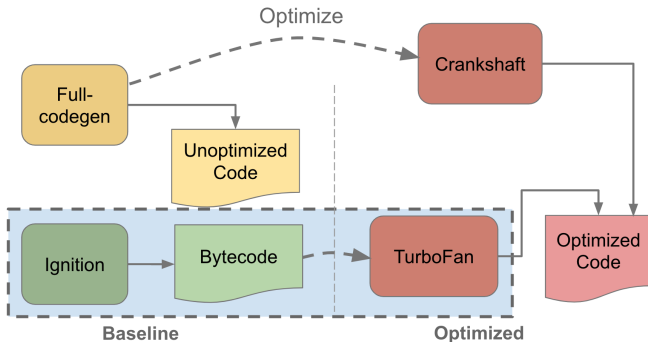 Optimize
Full-
codegen
Crankshaft
Unoptimized
Code
Ignition
Bytecode
TurboFan
Optimized
Code
Baseline
Optimized